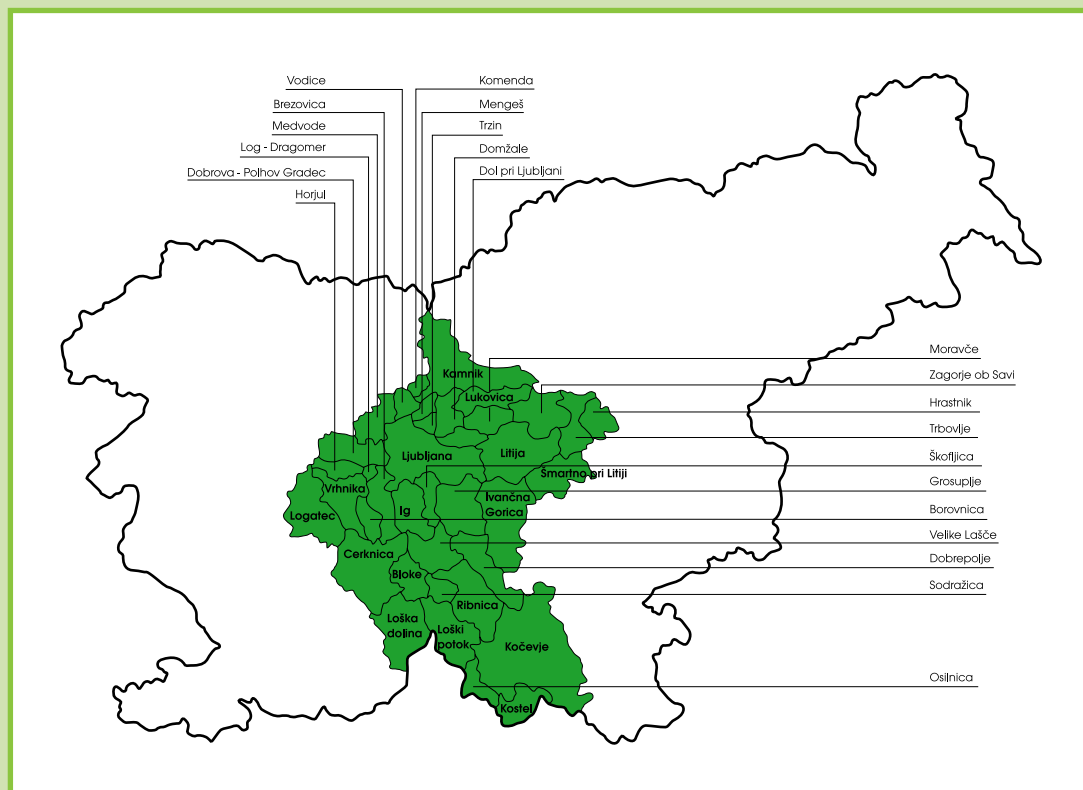 Vodice
Komenda
Brezovica
Mengeš
Medvode
Trzin
Log - Dragomer
Domžale
Dobrova - Polhov Gradec
Dol pri Ljubljani
Horjul
Moravče
Kamnik
Zagorje ob Savi
Lukovica
Hrastnik
Trbovlje
Ljubljana
Litija
Škofljica
Šmartno pri Litiji
Grosuplje
Vrhnika
Ivančna
Gorica
Ig
Logatec
Borovnica
Velike Lašče
Cerknica
Dobrepolje
Bloke
Sodražica
Ribnica
Loška
dolina
Loški
potok
Kočevje
Osilnica
Kostel